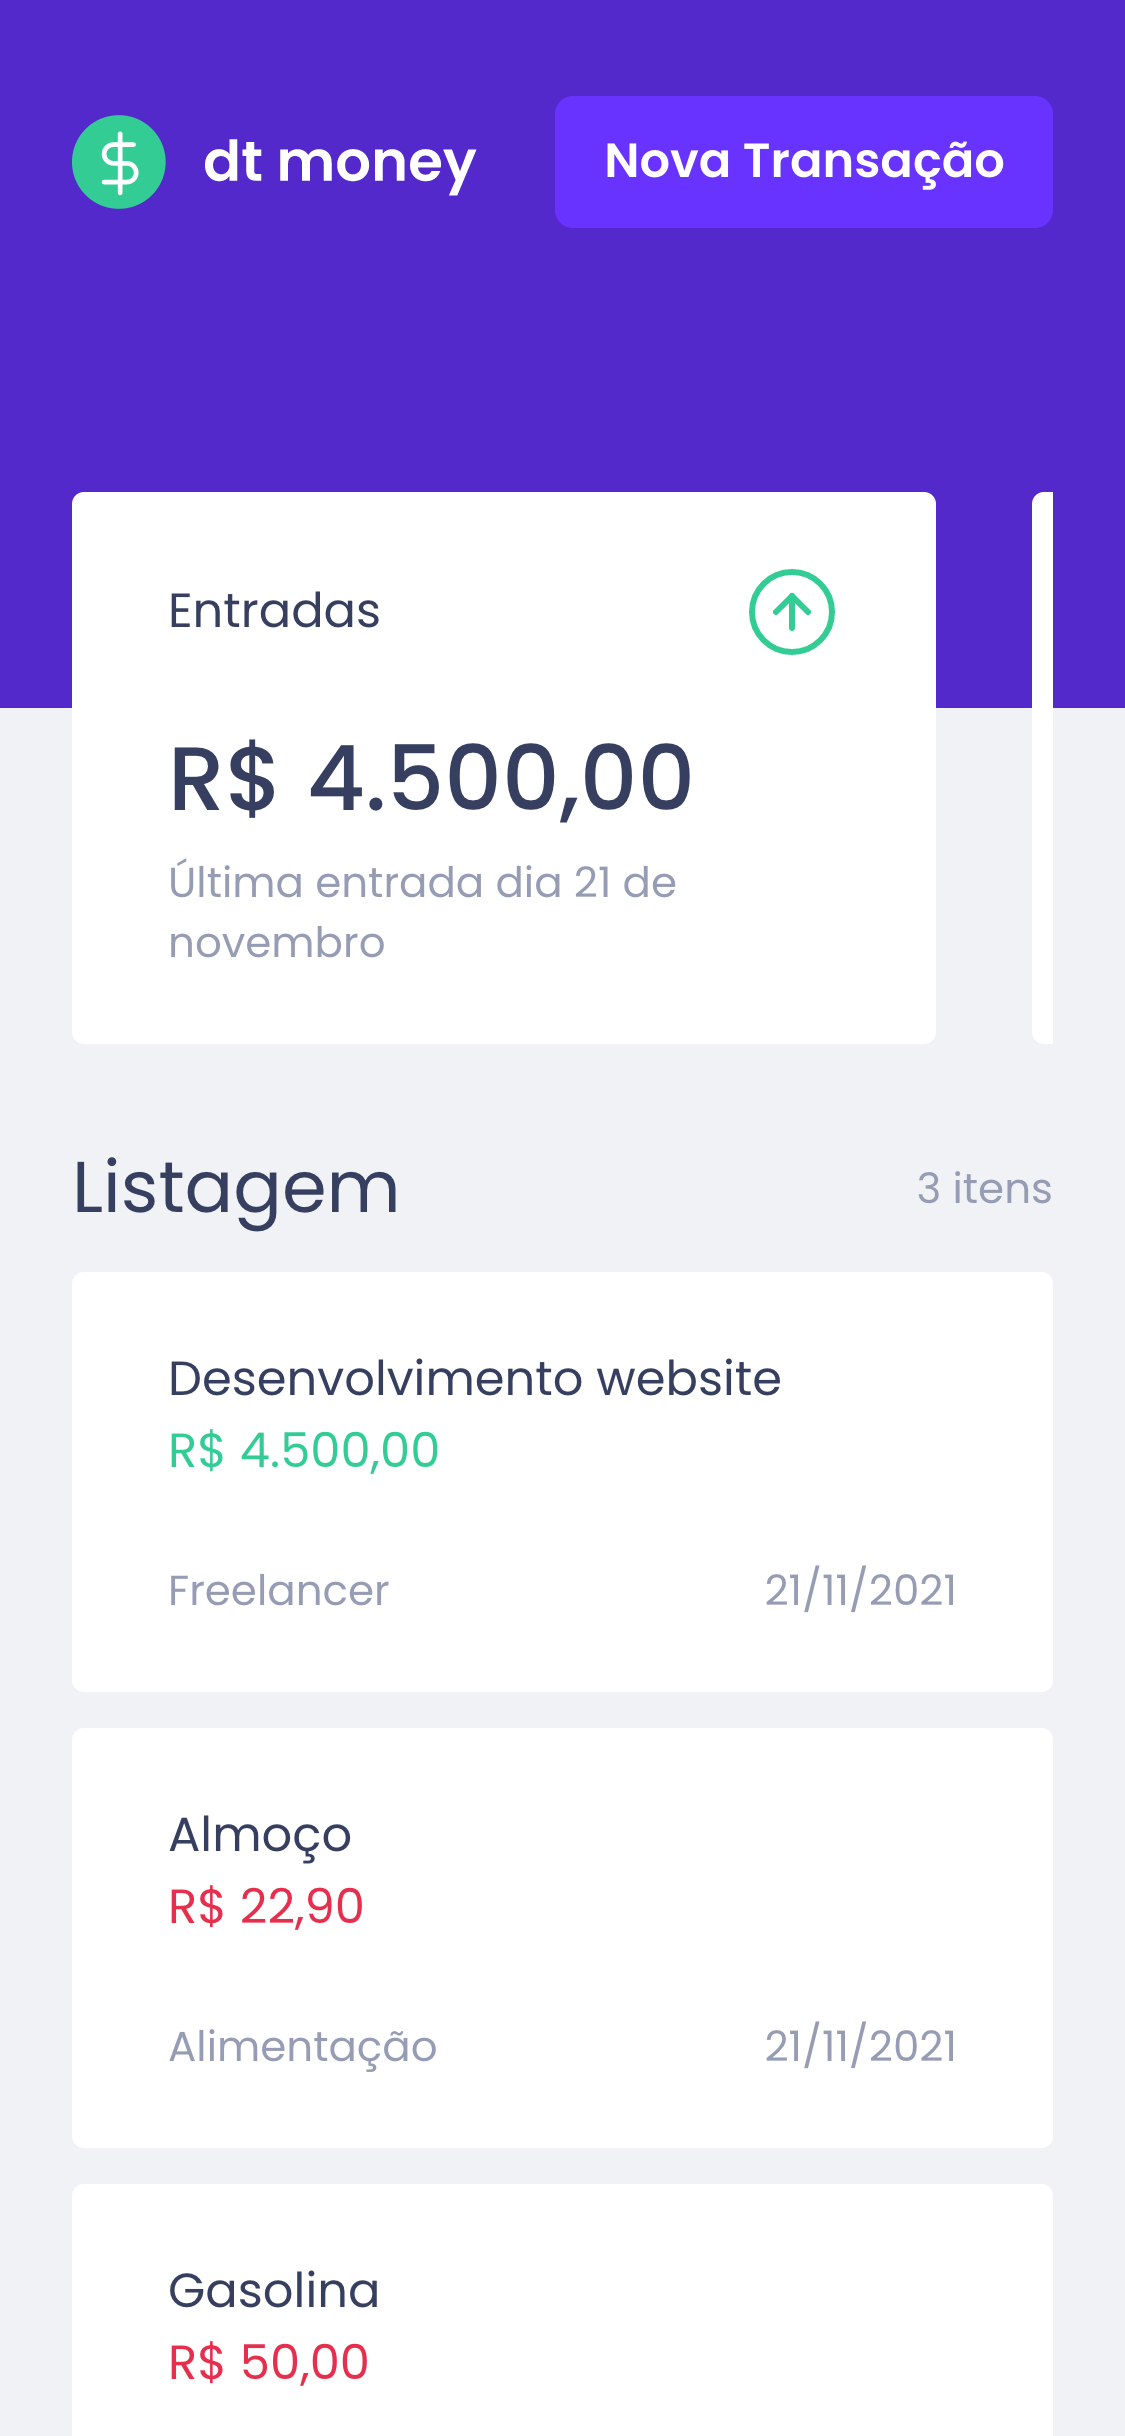 dt money
Nova Transação
Entradas
R$ 4.500,00
Última entrada dia 21 de
novembro
Listagem
3 itens
Desenvolvimento website
R$ 4.500,00
Freelancer
21/11/2021
Almoço
R$ 22,90
Alimentação
21/11/2021
Gasolina
R$ 50,00